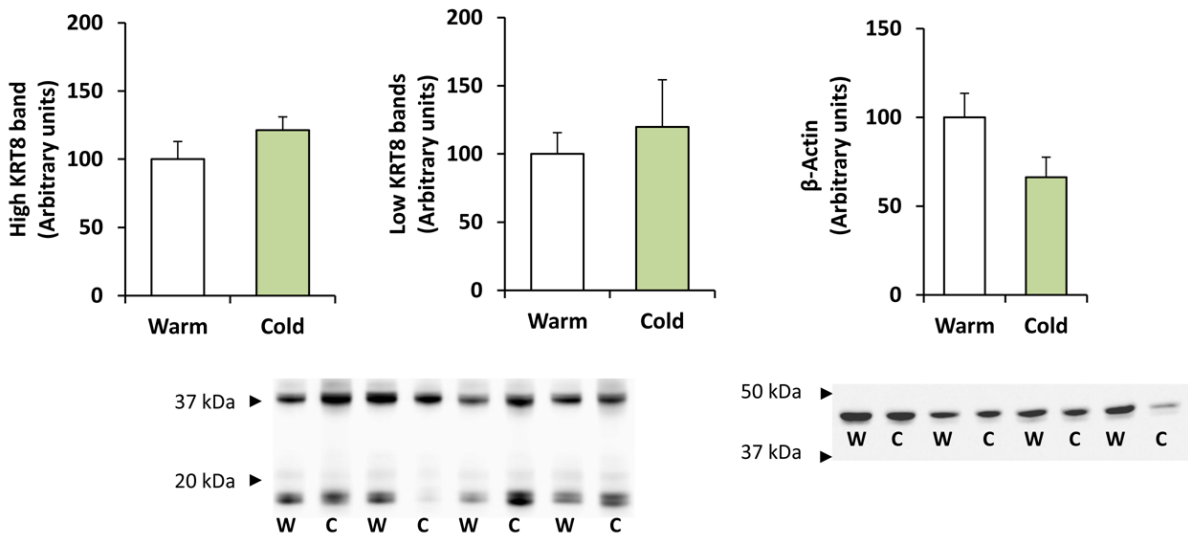 High KRT8 band
(Arbitrary units)
200
150
100
50
0
Warm Cold
Low KRT8 bands
(Arbitrary units)
200
150
100
50
0
Warm Cold
β-Actin
(Arbitrary units)
150
100
50
0
Warm Cold
37 kDa
20 kDa
W C W C W C W C
50 kDa
37 kDa
W C W C W C W C